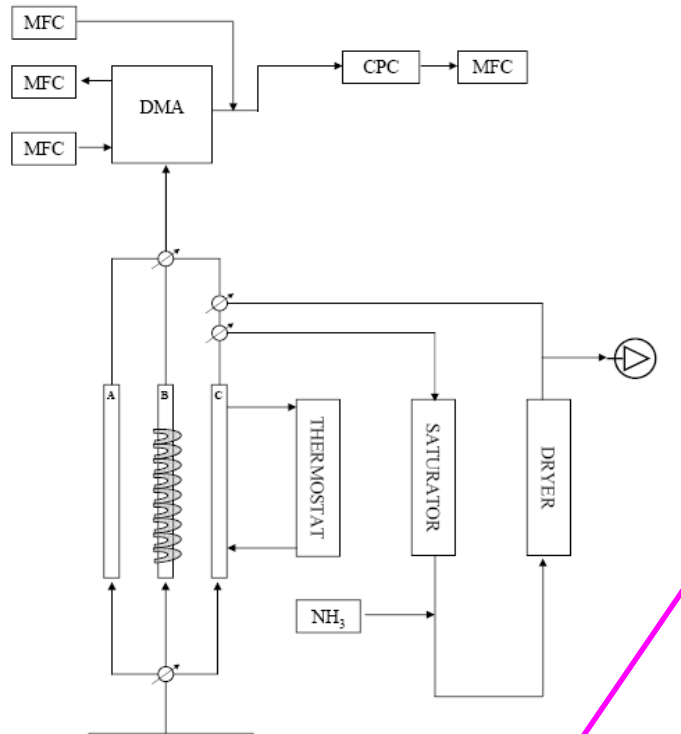 MFC
MFC
CPC
MFC
DMA
MFC
A
B
C
THERMOSTAT
SATURATOR
DRYER
NH₃